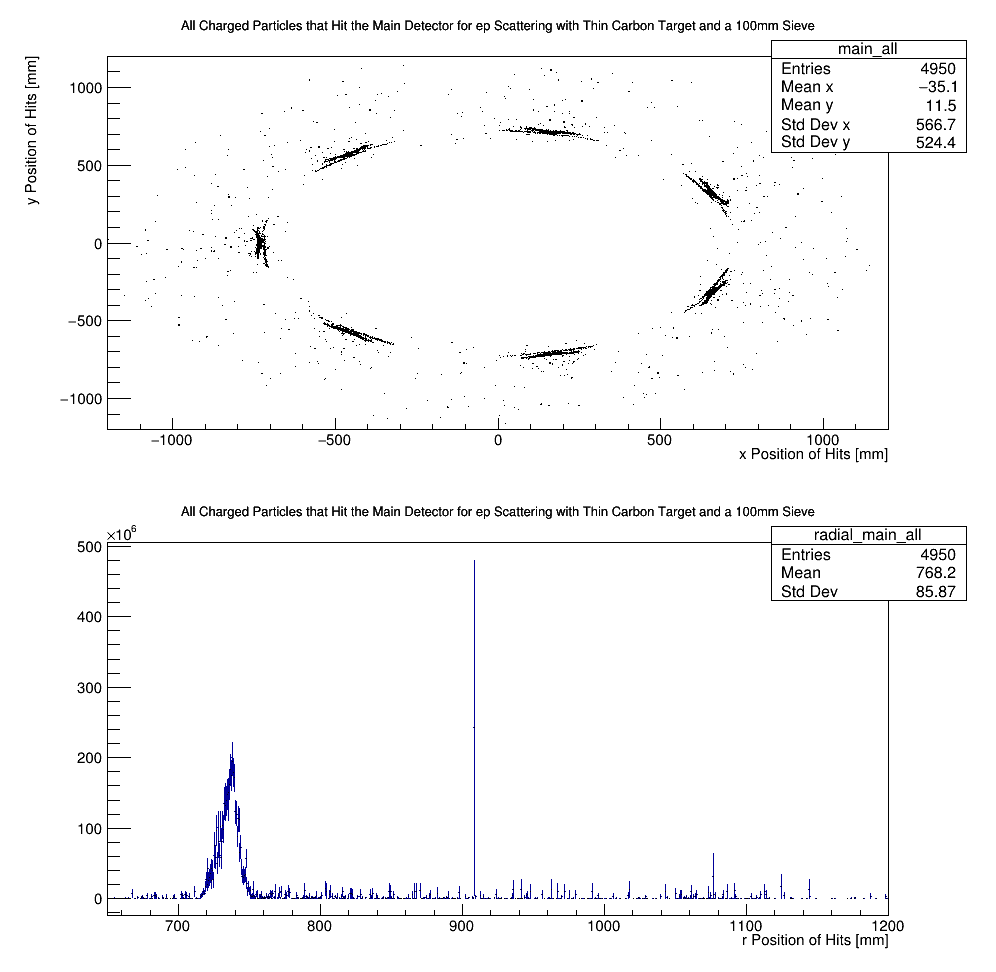 All Charged Particles that Hit the Main Detector for ep Scattering with Thin Carbon Target and a 100mm Sieve
main_all
Entries 4950
Mean x −35.1
Mean y 11.5
Std Dev x 566.7
Std Dev y 524.4
y Position of Hits [mm]
1000
500
0
−500
−1000
−1000 −500 0 500 1000
x Position of Hits [mm]
All Charged Particles that Hit the Main Detector for ep Scattering with Thin Carbon Target and a 100mm Sieve
radial_main_all
Entries 4950
Mean 768.2
Std Dev 85.87
×10⁶
500
400
300
200
100
0
700 800 900 1000 1100 1200
r Position of Hits [mm]